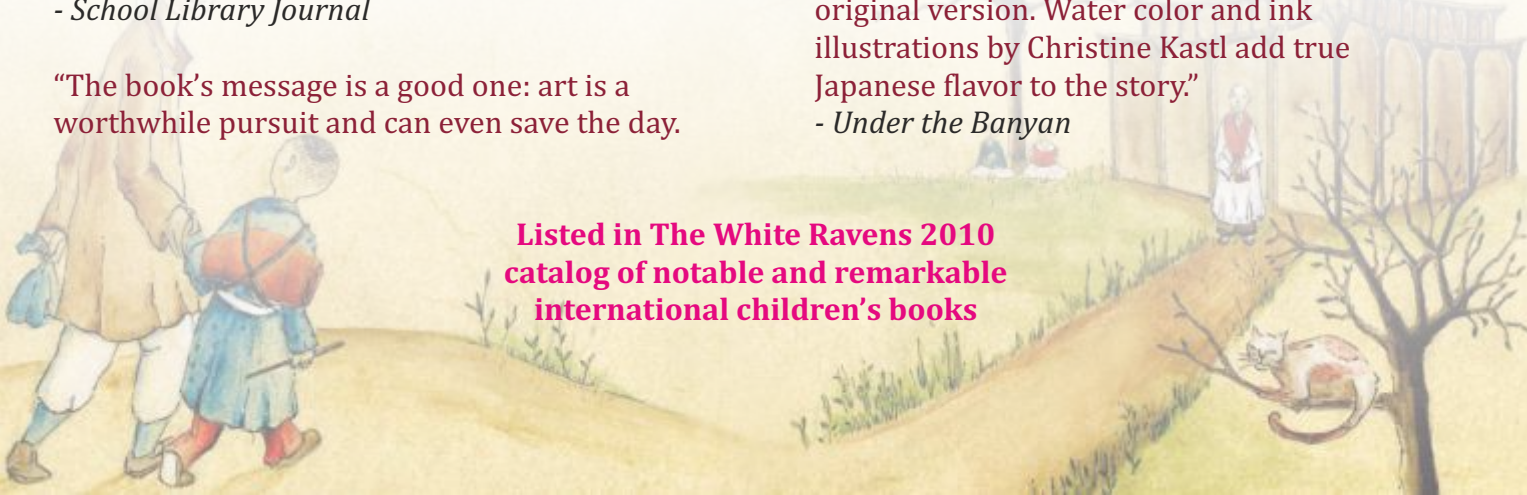 - School Library Journal
“The book’s message is a good one: art is a
worthwhile pursuit and can even save the day.
original version. Water color and ink
illustrations by Christine Kastl add true
Japanese flavor to the story.”
- Under the Banyan
Listed in The White Ravens 2010
catalog of notable and remarkable
international children’s books